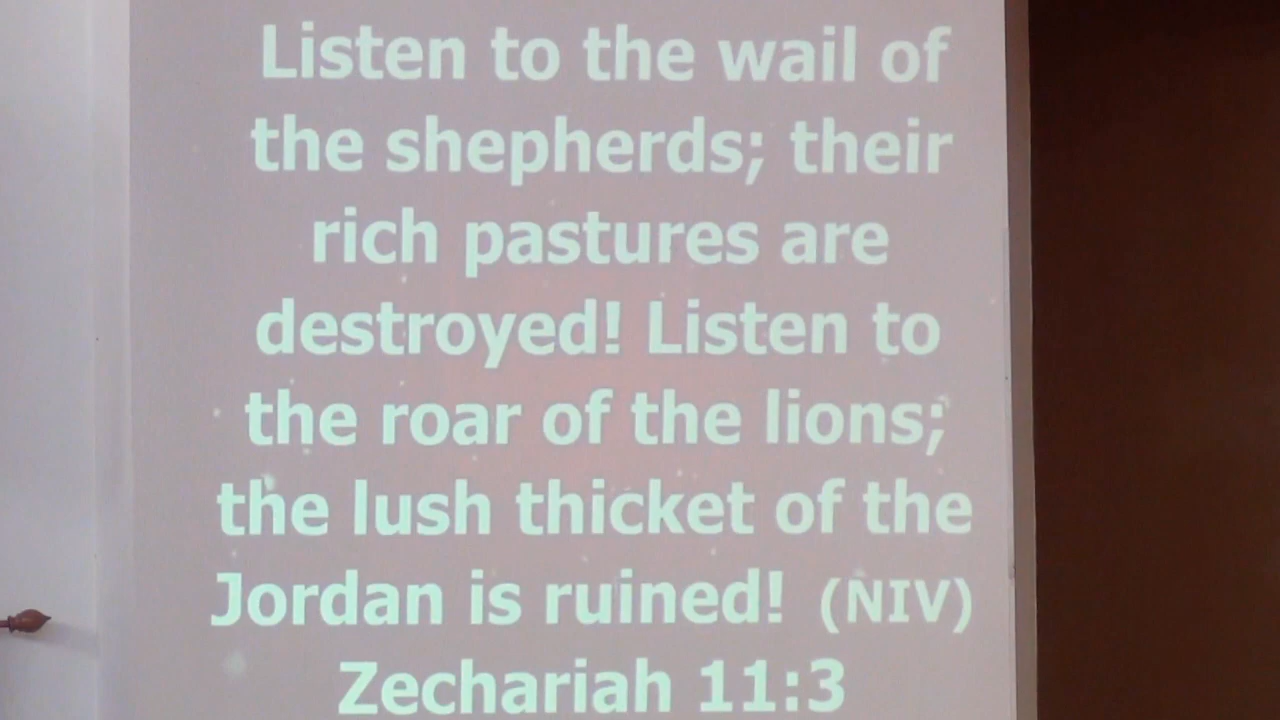 Listen to the wail of
the shepherds; their
rich pastures are
destroyed! Listen to
the roar of the lions;
the lush thicket of the
Jordan is ruined! (NIV)
Zechariah 11:3